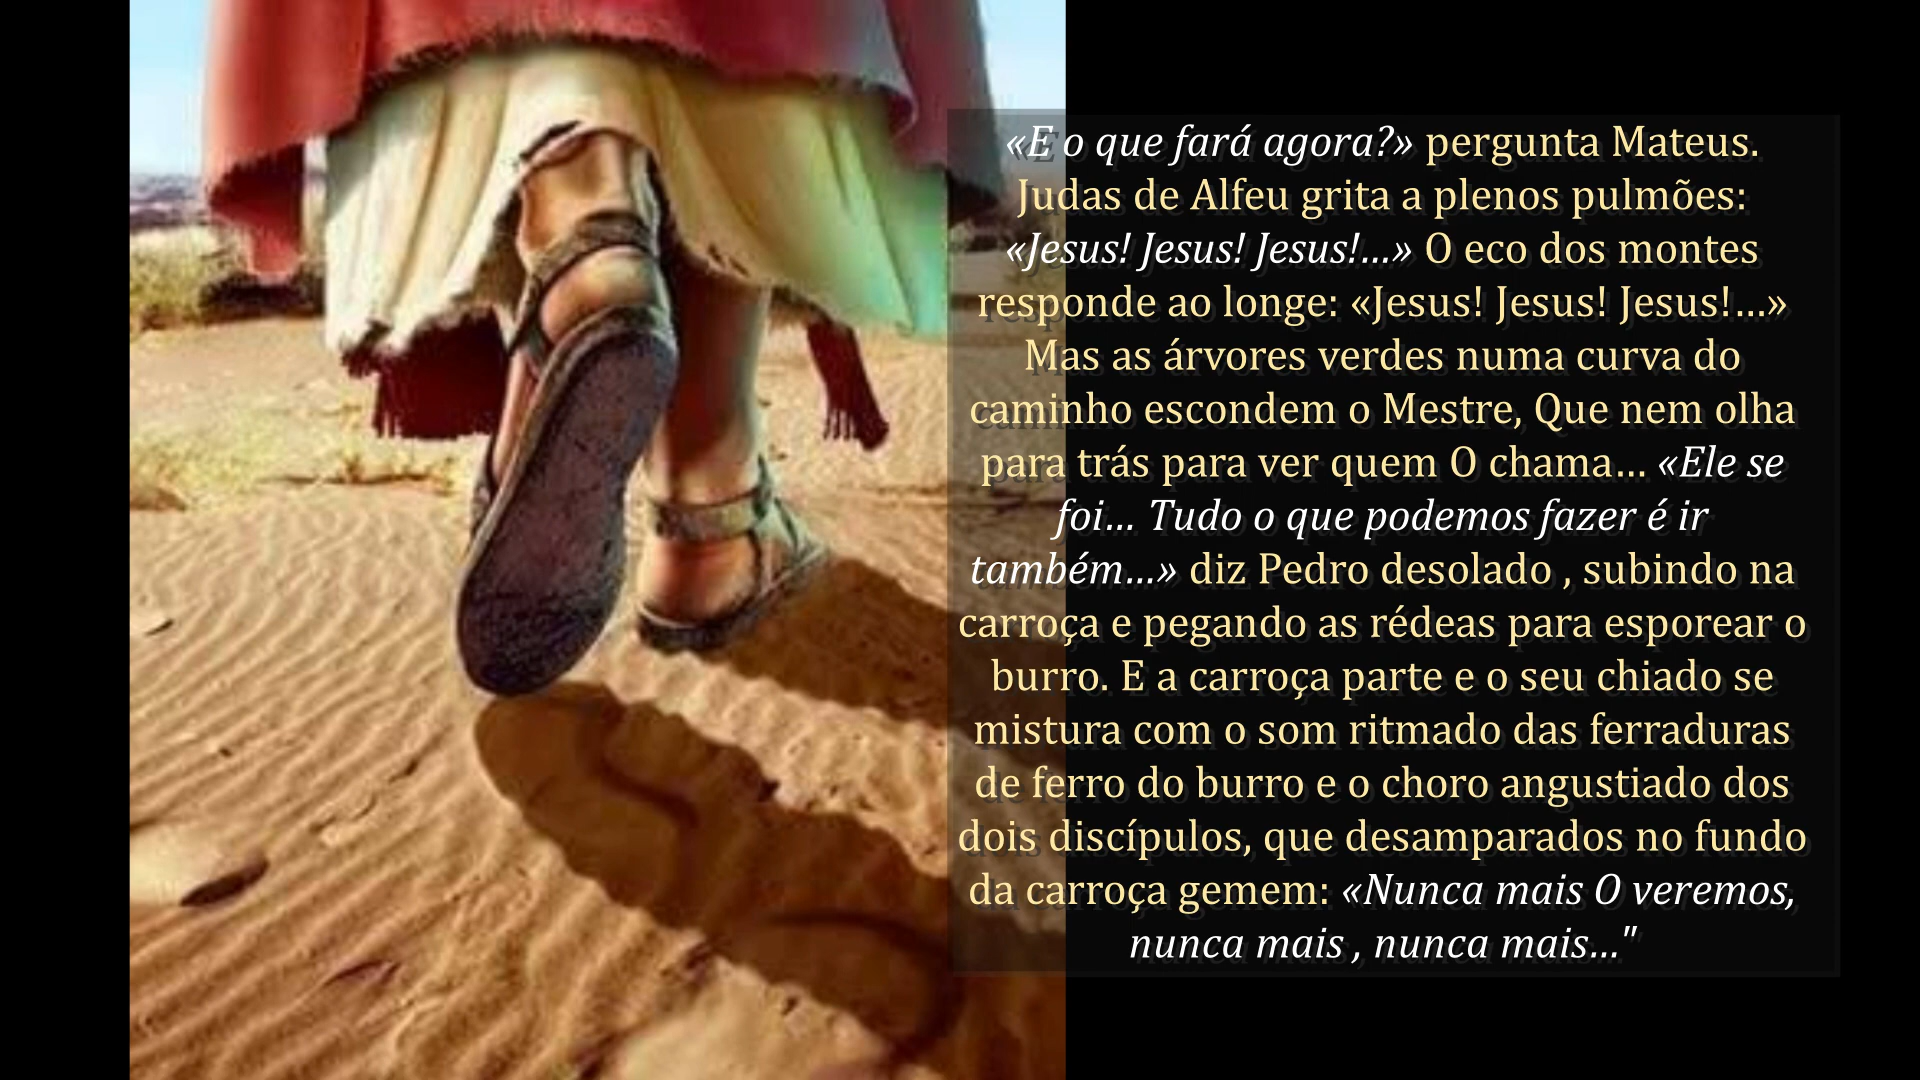 «E o que fará agora?» pergunta Mateus.
Judas de Alfeu grita a plenos pulmões:
«Jesus! Jesus! Jesus!...» O eco dos montes
responde ao longe: «Jesus! Jesus! Jesus!...»
Mas as árvores verdes numa curva do
caminho escondem o Mestre, Que nem olha
para trás para ver quem O chama... «Ele se
foi... Tudo o que podemos fazer é ir
também...» diz Pedro desolado , subindo na
carroça e pegando as rédeas para esporear o
burro. E a carroça parte e o seu chiado se
mistura com o som ritmado das ferraduras
de ferro do burro e o choro angustiado dos
dois discípulos, que desamparados no fundo
da carroça gemem: «Nunca mais O veremos,
nunca mais , nunca mais..."